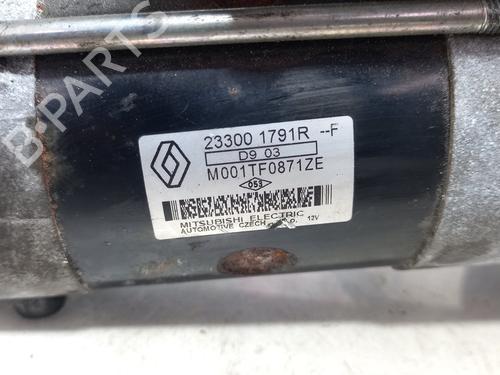 B-PARTS
23300 1791R --F
D9 03
M001TF0871ZE
053
MITSUBISHI ELECTRIC
AUTOMOTIVE CZECH 12V